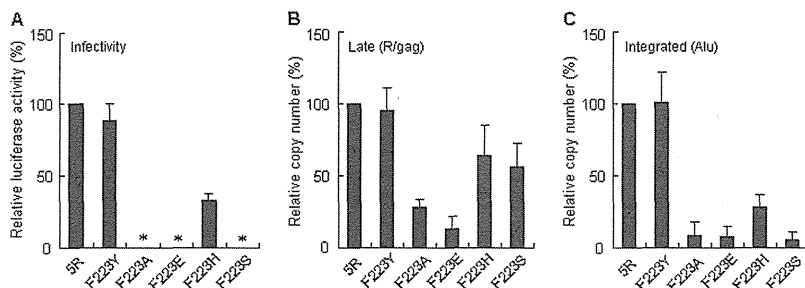 A
Infectivity
Relative luciferase activity (%)
150
100
50
0
*
*
*
5R
F223Y
F223A
F223E
F223H
F223S
B
Late (R/gag)
Relative copy number (%)
150
100
50
0
5R
F223Y
F223A
F223E
F223H
F223S
C
Integrated (Alu)
Relative copy number (%)
150
100
50
0
5R
F223Y
F223A
F223E
F223H
F223S